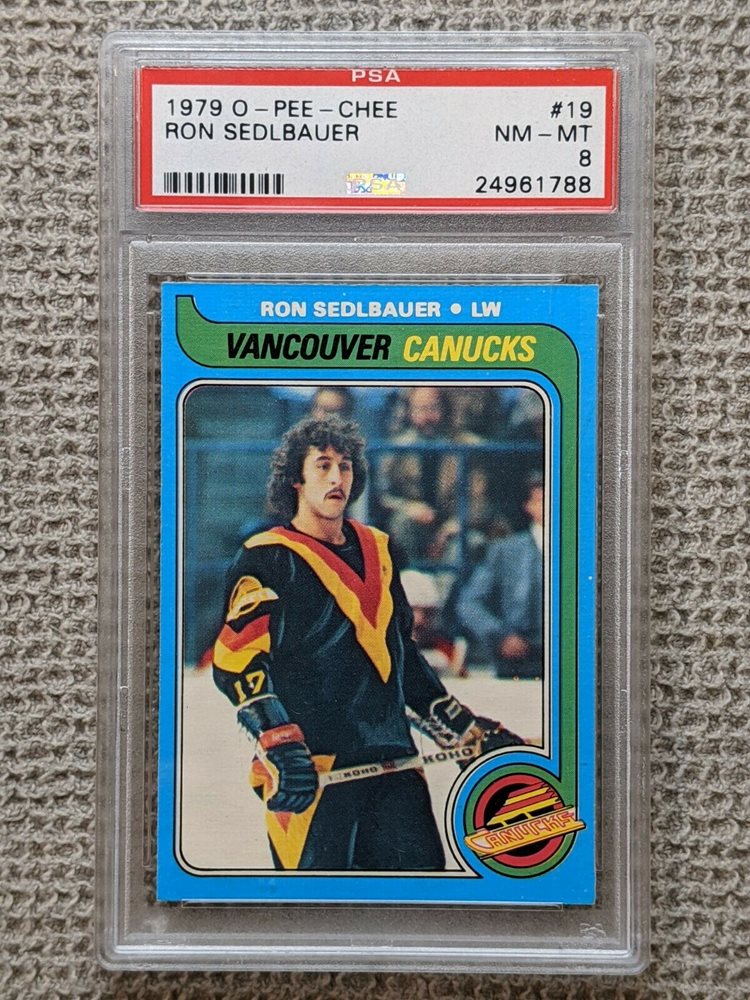 PSA
1979 O-PEE-CHEE #19
RON SEDLBAUER NM-MT
8
PSA
24961788
RON SEDLBAUER • LW
VANCOUVER CANUCKS
17
KOHO KOHO
CANUCKS